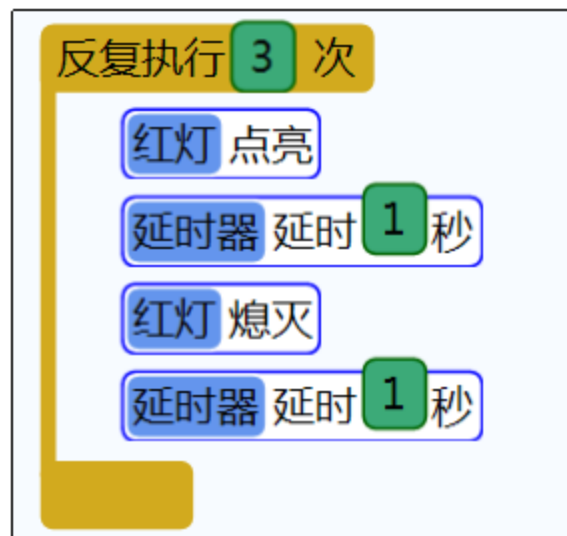 反复执行 3 次
红灯 点亮
延时器 延时 1 秒
红灯 熄灭
延时器 延时 1 秒